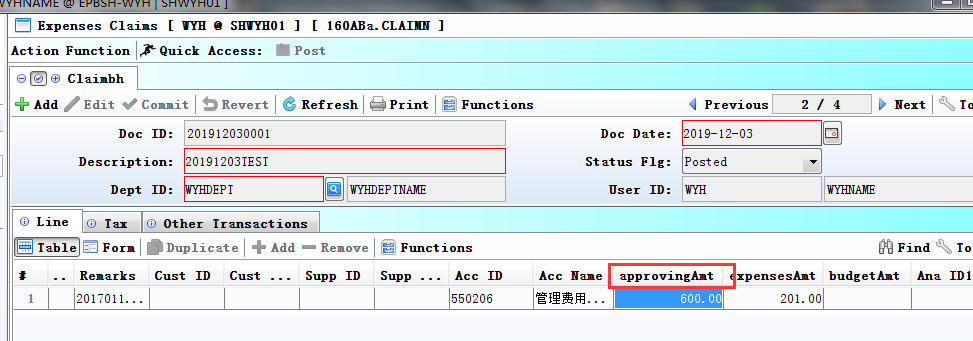 WYHNAME @ EPBSH-WYH | SHWYH01 ]
Expenses Claims [ WYH @ SHWYH01 ] [ 160ABa.CLAIMN ]
Action Function Quick Access: Post
Claimbh
Add Edit Commit Revert Refresh Print Functions Previous 2 / 4 Next To
Doc ID: 201912030001 Doc Date: 2019-12-03
Description: 20191203TEST Status Flg: Posted
Dept ID: WYHDEPT WYHDEPTNAME User ID: WYH WYHNAME
Line Tax Other Transactions
Table Form Duplicate Add Remove Functions Find To
# .. Remarks Cust ID Cust ... Supp ID Supp ... Acc ID Acc Name approvingAmt expensesAmt budgetAmt Ana ID1
1 2017011... 550206 管理费用... 600.00 201.00